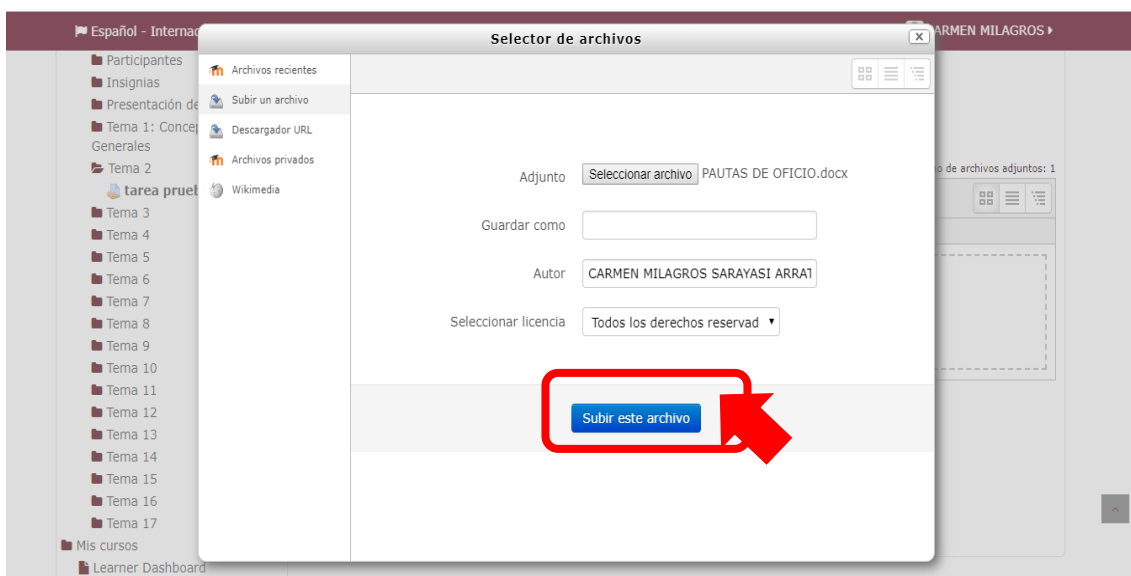 Español - Internac
CARMEN MILAGROS
Selector de archivos
x
Participantes
Insignias
Presentación de
Tema 1: Concep
Generales
Tema 2
tarea prueb
Tema 3
Tema 4
Tema 5
Tema 6
Tema 7
Tema 8
Tema 9
Tema 10
Tema 11
Tema 12
Tema 13
Tema 14
Tema 15
Tema 16
Tema 17
Mis cursos
Learner Dashboard
Archivos recientes
Subir un archivo
Descargador URL
Archivos privados
Wikimedia
Adjunto
Seleccionar archivo PAUTAS DE OFICIO.docx
Guardar como
Autor
CARMEN MILAGROS SARAYASI ARRAT
Seleccionar licencia
Todos los derechos reservad
Subir este archivo
o de archivos adjuntos: 1